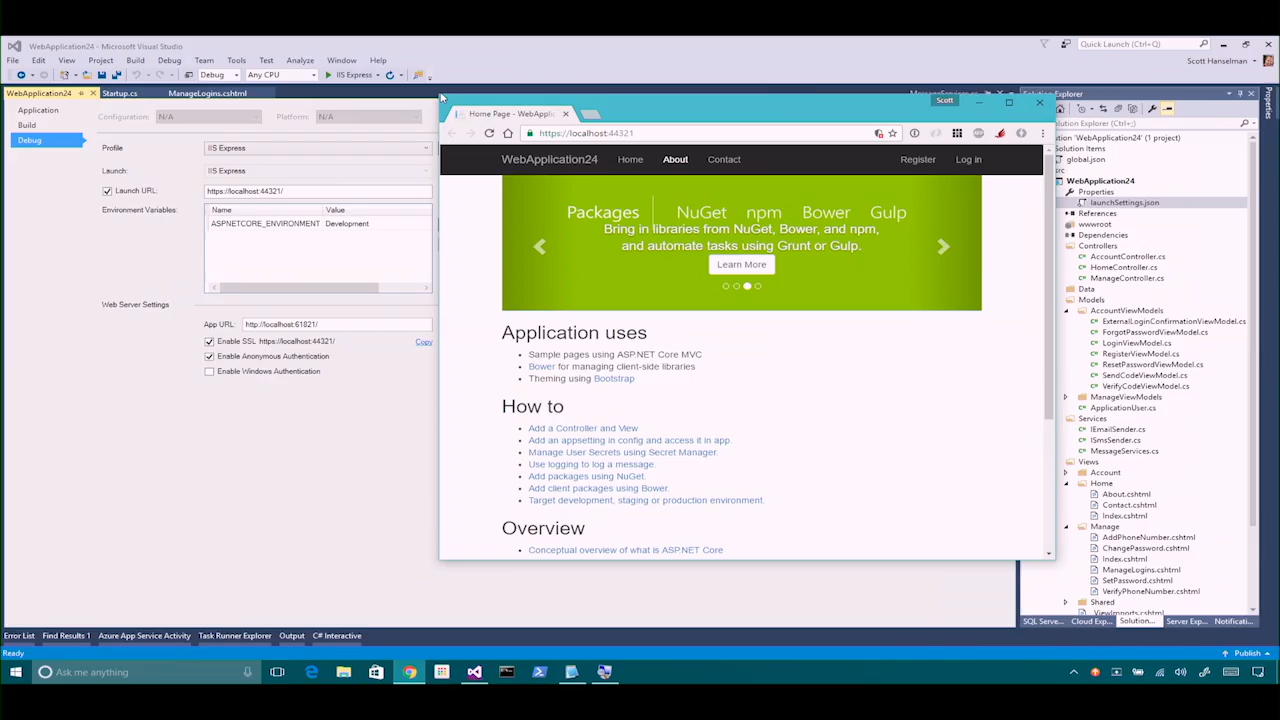 WebApplication24 - Microsoft Visual Studio
Quick Launch (Ctrl+Q)
File Edit View Project Build Debug Team Tools Test Analyze Window Help
Scott Hanselman
Debug Any CPU IIS Express
WebApplication24 Startup.cs ManageLogins.cshtml
Application
Build
Debug
Configuration: N/A Platform: N/A
Profile IIS Express
Launch: IIS Express
Launch URL: https://localhost:44321/
Environment Variables: Name Value
ASPNETCORE_ENVIRONMENT Development
Web Server Settings
App URL: http://localhost:61821/
Enable SSL https://localhost:44321/ Copy
Enable Anonymous Authentication
Enable Windows Authentication
Scott
Home Page - WebApplic
https://localhost:44321
WebApplication24 Home About Contact Register Log in
Packages NuGet npm Bower Gulp
Bring in libraries from NuGet, Bower, and npm,
and automate tasks using Grunt or Gulp.
Learn More
Application uses
Sample pages using ASP.NET Core MVC
Bower for managing client-side libraries
Theming using Bootstrap
How to
Add a Controller and View
Add an appsetting in config and access it in app.
Manage User Secrets using Secret Manager.
Use logging to log a message.
Add packages using NuGet.
Add client packages using Bower.
Target development, staging or production environment.
Overview
Conceptual overview of what is ASP.NET Core
Solution Explorer
Properties
'WebApplication24' (1 project)
Solution Items
global.json
src
WebApplication24
Properties
launchSettings.json
References
wwwroot
Dependencies
Controllers
AccountController.cs
HomeController.cs
ManageController.cs
Data
Models
AccountViewModels
ExternalLoginConfirmationViewModel.cs
ForgotPasswordViewModel.cs
LoginViewModel.cs
RegisterViewModel.cs
ResetPasswordViewModel.cs
SendCodeViewModel.cs
VerifyCodeViewModel.cs
ManageViewModels
ApplicationUser.cs
Services
IEmailSender.cs
ISmsSender.cs
MessageServices.cs
Views
Account
Home
About.cshtml
Contact.cshtml
Index.cshtml
Manage
AddPhoneNumber.cshtml
ChangePassword.cshtml
Index.cshtml
ManageLogins.cshtml
SetPassword.cshtml
VerifyPhoneNumber.cshtml
Shared
SQL Serve... Cloud Exp... Solution... Server Exp... Notificati...
Error List Find Results 1 Azure App Service Activity Task Runner Explorer Output C# Interactive
Ready Publish
Ask me anything